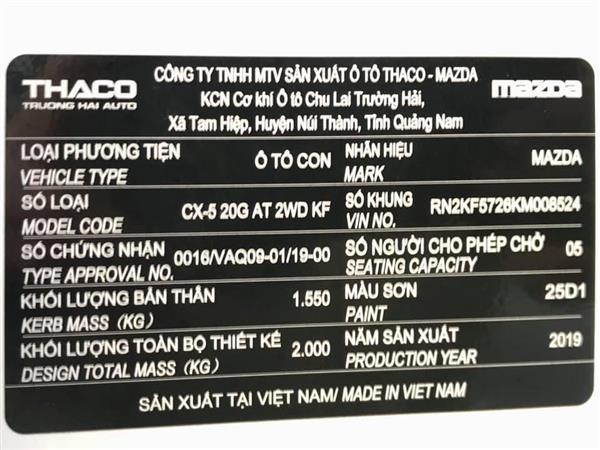 THACO
TRUONG HAI AUTO
CÔNG TY TNHH MTV SẢN XUẤT Ô TÔ THACO - MAZDA
KCN Cơ khí Ô tô Chu Lai Trường Hải,
Xã Tam Hiệp, Huyện Núi Thành, Tỉnh Quảng Nam
mazda
LOẠI PHƯƠNG TIỆN Ô TÔ CON NHÃN HIỆU MAZDA
VEHICLE TYPE MARK
SỐ LOẠI CX-5 20G AT 2WD KF SỐ KHUNG RN2KF5726KM008524
MODEL CODE VIN NO.
SỐ CHỨNG NHẬN 0016/VAQ09-01/19-00 SỐ NGƯỜI CHO PHÉP CHỞ 05
TYPE APPROVAL NO. SEATING CAPACITY
KHỐI LƯỢNG BẢN THÂN 1.550 MÀU SƠN 25D1
KERB MASS (KG) PAINT
KHỐI LƯỢNG TOÀN BỘ THIẾT KẾ 2.000 NĂM SẢN XUẤT 2019
DESIGN TOTAL MASS (KG) PRODUCTION YEAR
SẢN XUẤT TẠI VIỆT NAM/ MADE IN VIET NAM